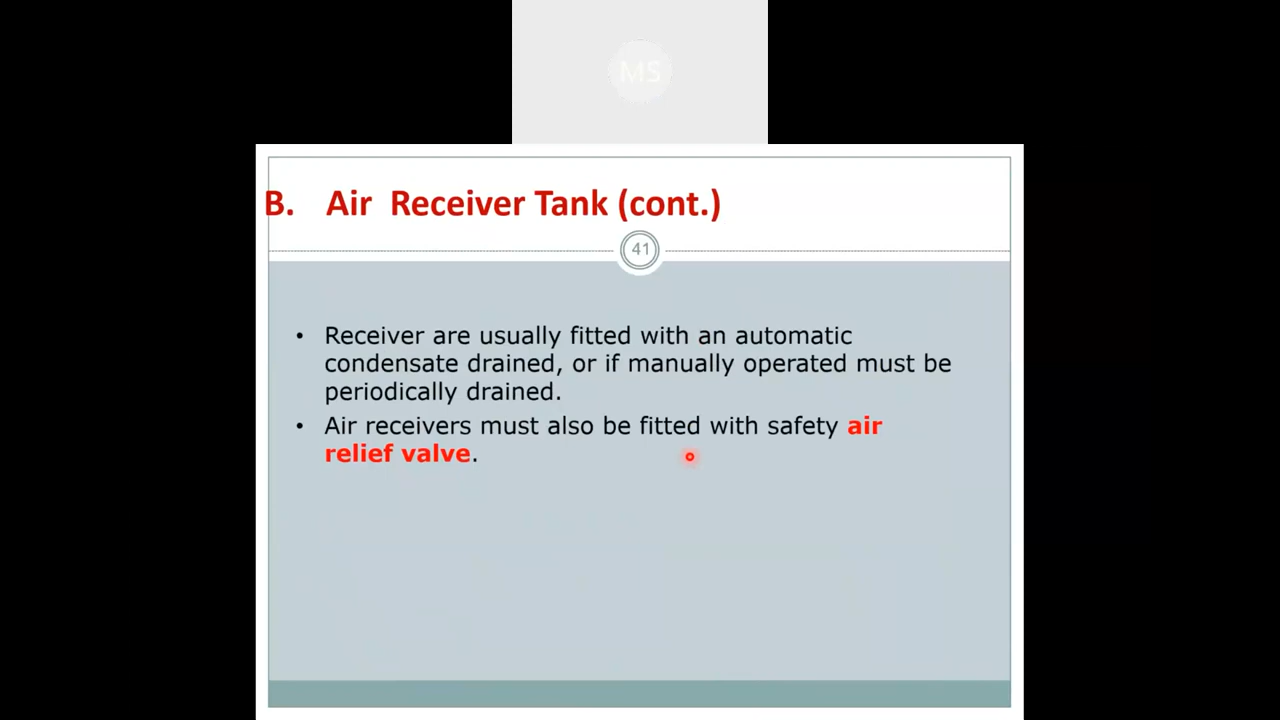 MS
B. Air Receiver Tank (cont.)
41
• Receiver are usually fitted with an automatic
condensate drained, or if manually operated must be
periodically drained.
• Air receivers must also be fitted with safety air
relief valve.